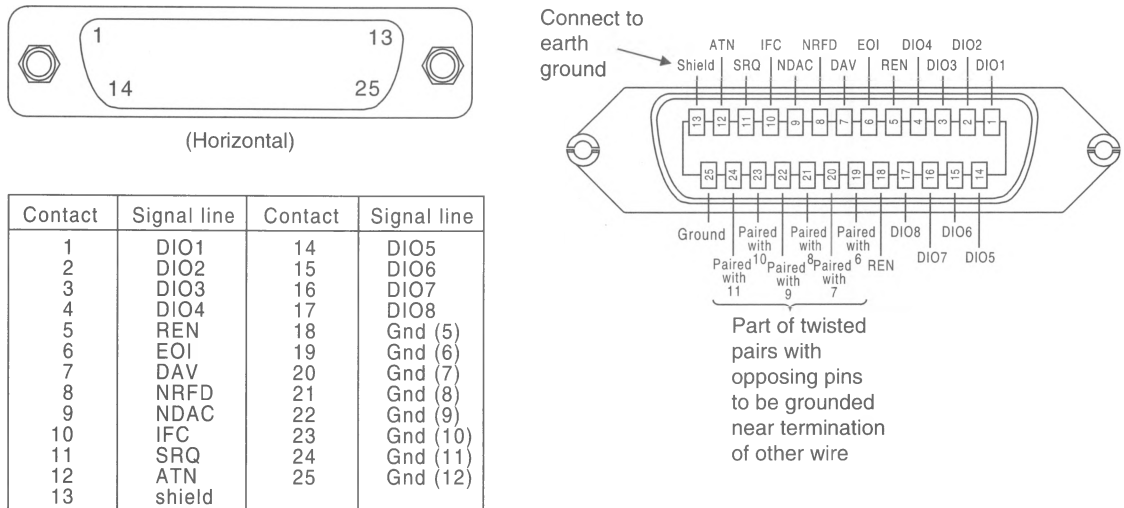 1 13
14 25
(Horizontal)
Contact Signal line Contact Signal line
1 DIO1 14 DIO5
2 DIO2 15 DIO6
3 DIO3 16 DIO7
4 DIO4 17 DIO8
5 REN 18 Gnd (5)
6 EOI 19 Gnd (6)
7 DAV 20 Gnd (7)
8 NRFD 21 Gnd (8)
9 NDAC 22 Gnd (9)
10 IFC 23 Gnd (10)
11 SRQ 24 Gnd (11)
12 ATN 25 Gnd (12)
13 shield
Connect to
earth
ground
ATN IFC NRFD EOI DIO4 DIO2
Shield SRQ NDAC DAV REN DIO3 DIO1
13 12 11 10 9 8 7 6 5 4 3 2 1
25 24 23 22 21 20 19 18 17 16 15 14
Ground
Paired
with
11
Paired
with
10
Paired
with
9
Paired
with
8
Paired
with
7
Paired
with
6
REN
DIO8
DIO7
DIO6
DIO5
Part of twisted
pairs with
opposing pins
to be grounded
near termination
of other wire